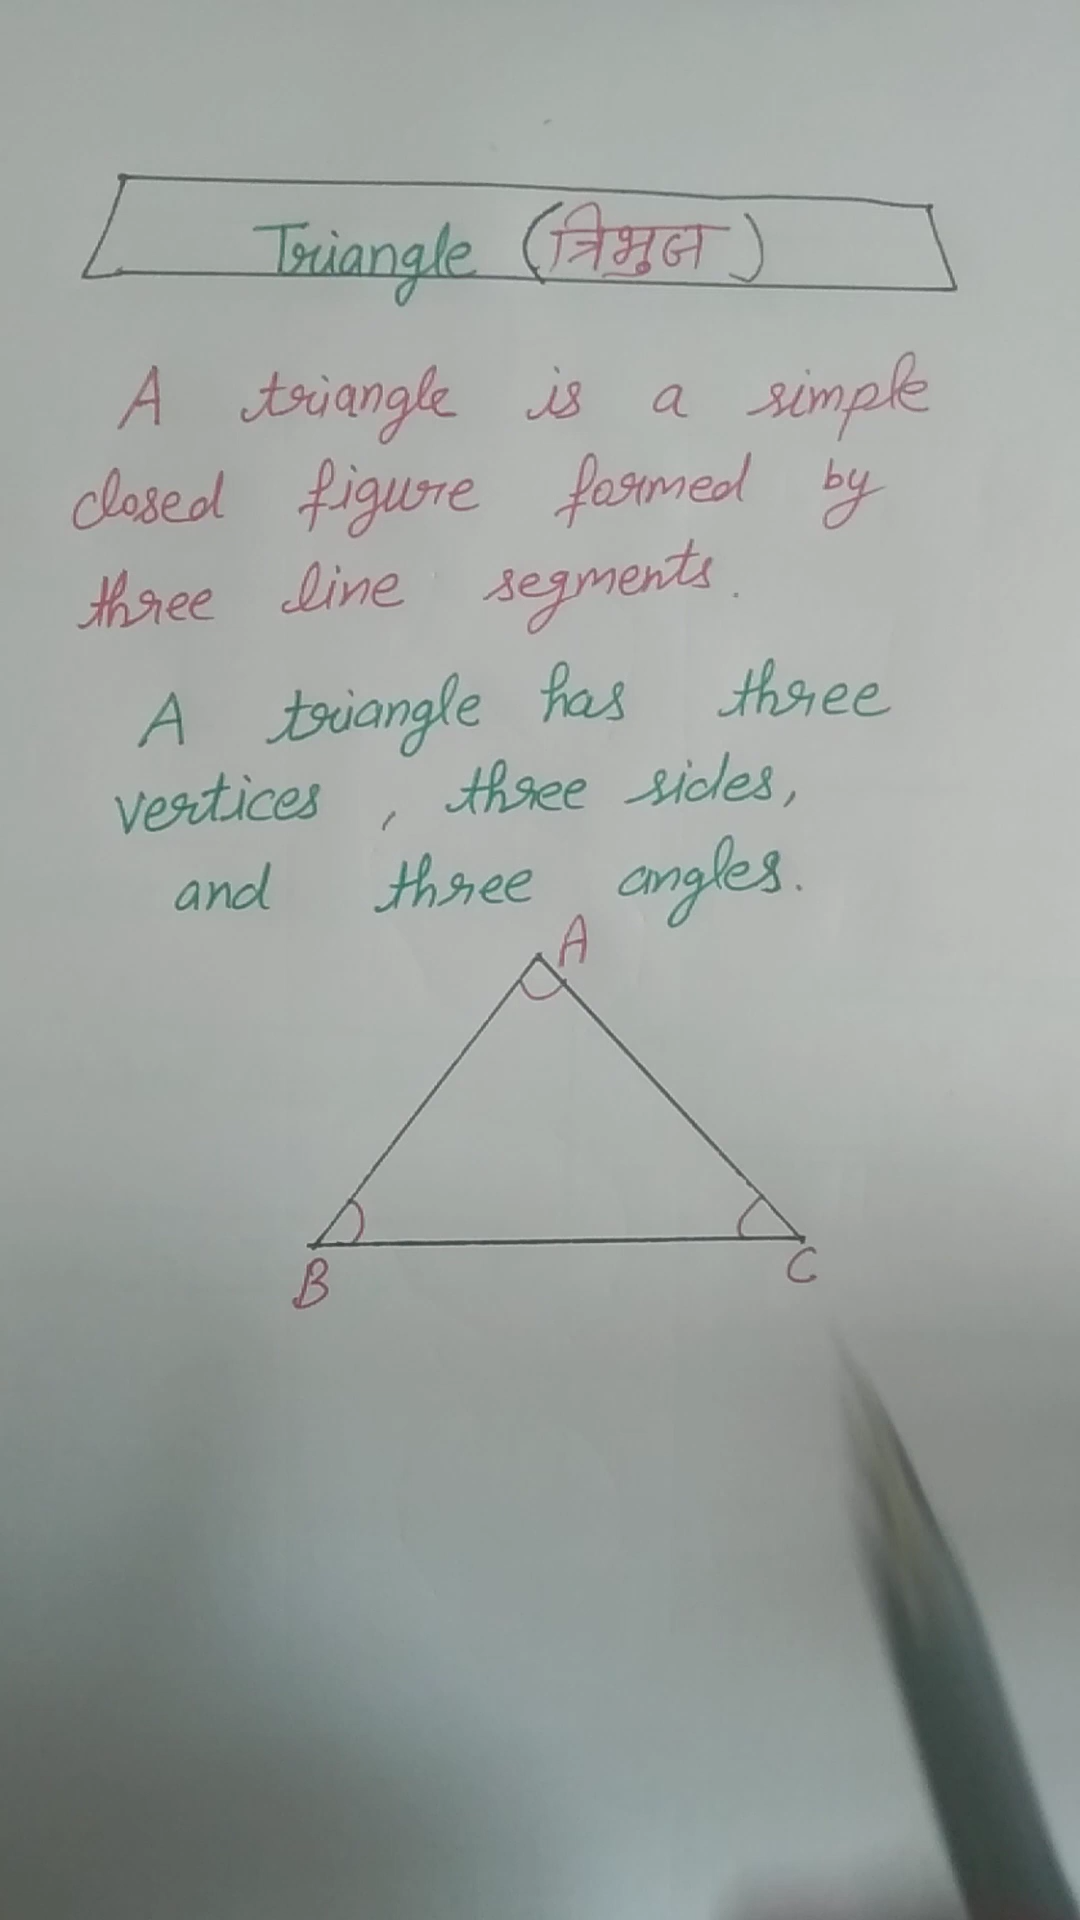 Triangle (त्रिभुज)
A triangle is a simple
closed figure formed by
three line segments.
A triangle has three
vertices, three sides,
and three angles.
A
B
C